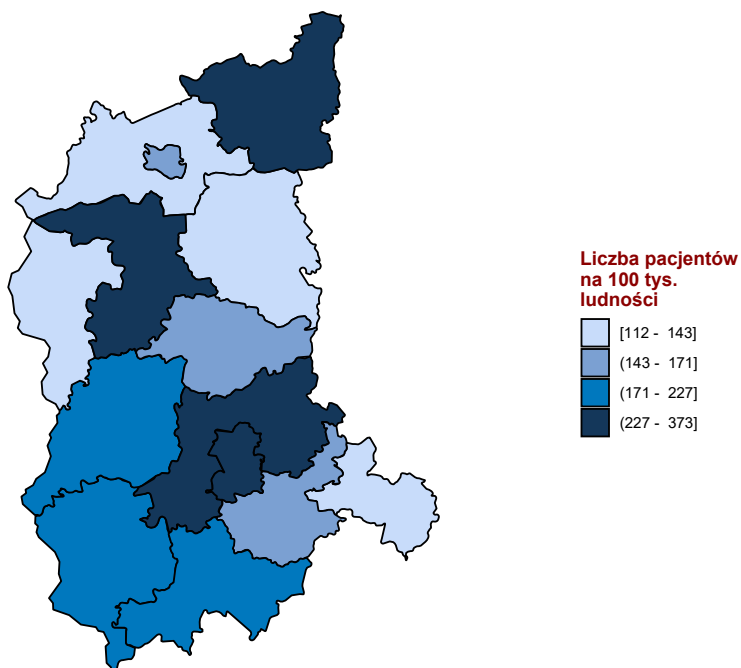 Liczba pacjentów
na 100 tys.
ludności
[112 - 143]
(143 - 171]
(171 - 227]
(227 - 373]